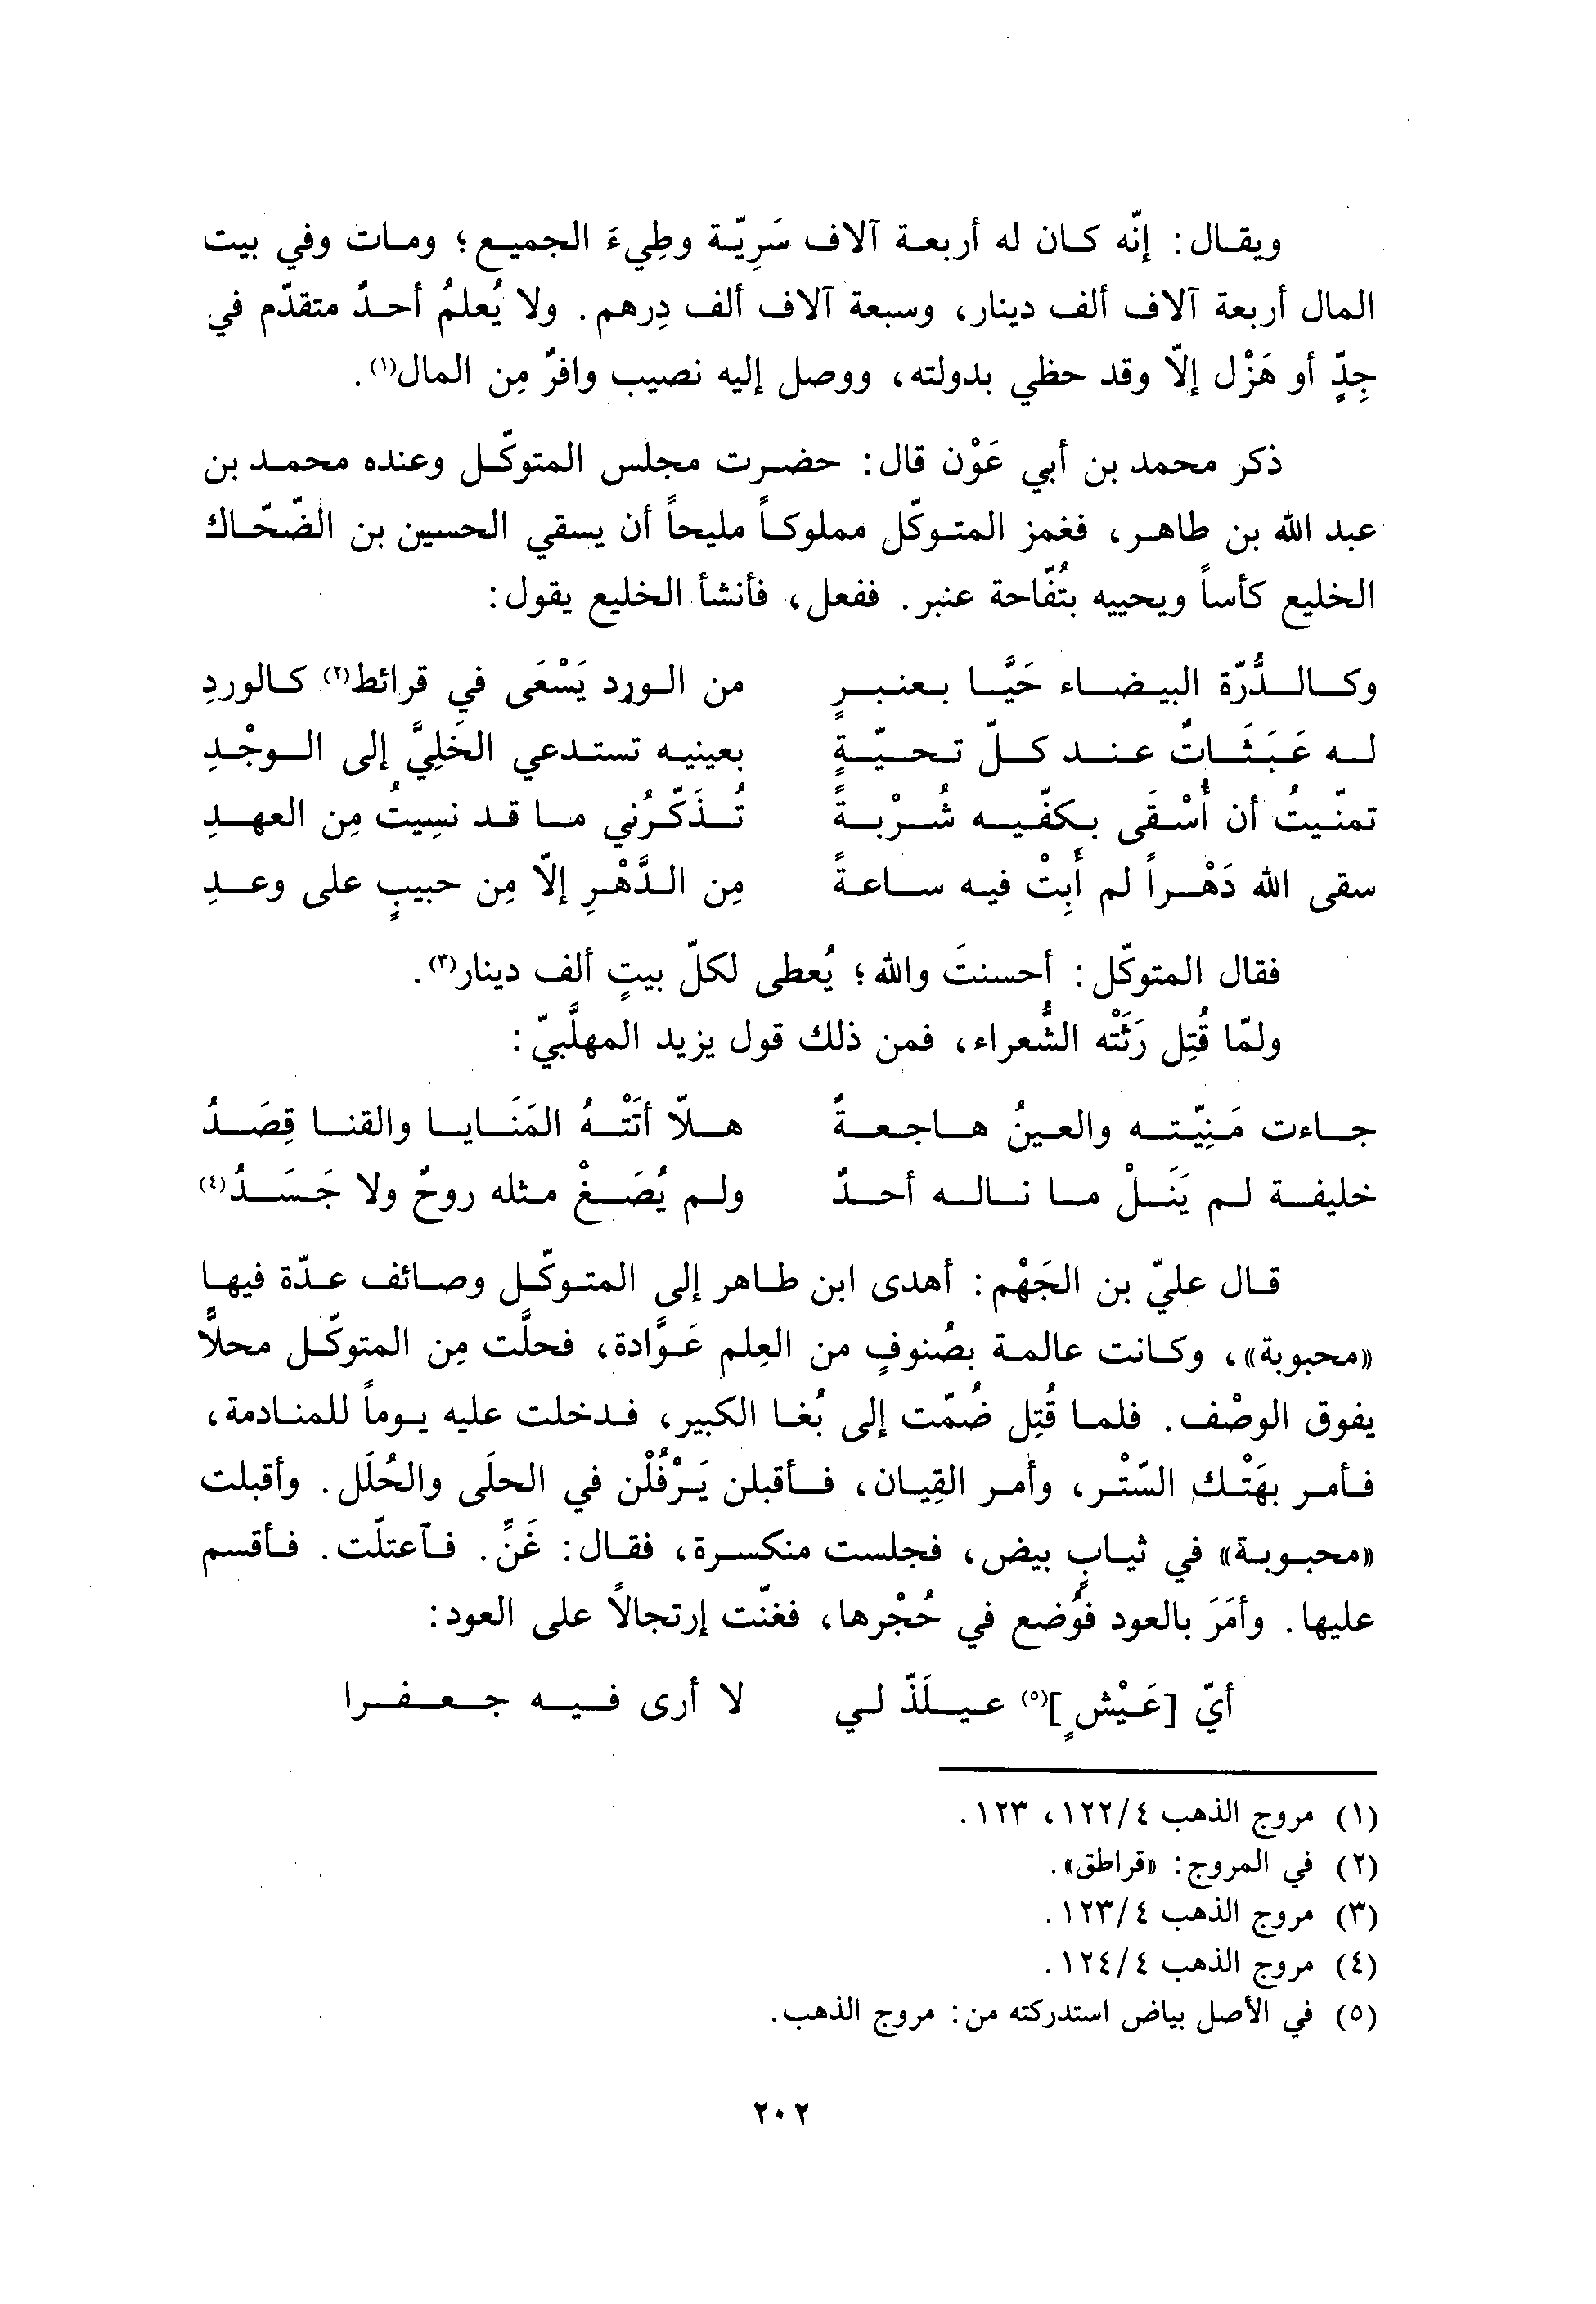 ويقال: إنّه كان له أربعة آلاف سَرِيّة وطِيءَ الجميع؛ ومات وفي بيت
المال أربعة آلاف ألف دينار، وسبعة آلاف ألف دِرهم. ولا يُعلمُ أحدٌ متقدّم في
جِدٍّ أو هَزْل إلاّ وقد حظي بدولته، ووصل إليه نصيب وافرٌ مِن المال(١).
ذكر محمد بن أبي عَوْن قال: حضرت مجلس المتوكّل وعنده محمد بن
عبد الله بن طاهر، فغمز المتوكّل مملوكاً مليحاً أن يسقي الحسين بن الضّحّاك
الخليع كأساً ويحييه بتُفّاحة عنبر. ففعل، فأنشأ الخليع يقول:
وكالدُّرّة البيضاء حَيَّا بعنبرٍ من الورد يَسْعَى في قرائط(٢) كالوردِ
له عَبَثَاتٌ عند كلّ تحيّةٍ بعينيه تستدعي الخَلِيَّ إلى الوجْدِ
تمنّيتُ أن أُسْقَى بكفّيه شُرْبةً تُذَكّرُني ما قد نسِيتُ مِن العهدِ
سقى الله دَهْراً لم أَبِتْ فيه ساعةً مِن الدَّهْرِ إلاّ مِن حبيبٍ على وعدِ
فقال المتوكّل: أحسنتَ والله؛ يُعطى لكلّ بيتٍ ألف دينار(٣).
ولمّا قُتِل رَثَتْه الشُّعراء، فمن ذلك قول يزيد المهلَّبيّ:
جاءت مَنِيّته والعينُ هاجعةٌ هلاّ أتَتْهُ المَنَايا والقنا قِصَدُ
خليفة لم يَنَلْ ما ناله أحدٌ ولم يُصَغْ مثله روحٌ ولا جَسَدُ(٤)
قال عليّ بن الجَهْم: أهدى ابن طاهر إلى المتوكّل وصائف عدّة فيها
«محبوبة»، وكانت عالمة بصُنوفٍ من العِلم عَوَّادة، فحلَّت مِن المتوكّل محلاًّ
يفوق الوصْف. فلما قُتِل ضُمّت إلى بُغا الكبير، فدخلت عليه يوماً للمنادمة،
فأمر بهَتْك السّتْر، وأمر القِيان، فأقبلن يَرْفُلْن في الحلَى والحُلَل. وأقبلت
«محبوبة» في ثيابٍ بيض، فجلست منكسرة، فقال: غَنِّ. فٱعتلّت. فأقسم
عليها. وأمَرَ بالعود فوُضع في حُجْرها، فغنّت إرتجالاً على العود:
أيّ [عَيْشٍ](٥) عيلَذّ لي لا أرى فيه جعفرا
(١) مروج الذهب ٤/١٢٢، ١٢٣.
(٢) في المروج: «قراطق».
(٣) مروج الذهب ٤/١٢٣.
(٤) مروج الذهب ٤/١٢٤.
(٥) في الأصل بياض استدركته من: مروج الذهب.
٢٠٢